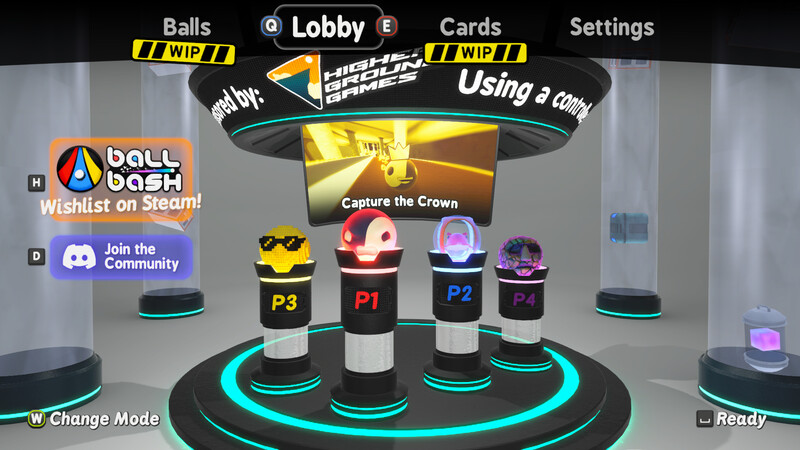 Balls
WIP
Q Lobby E
Cards
WIP
Settings
HIGHER
GROUND
GAMES
Using a
ball
bash
H
Wishlist on Steam!
Capture the Crown
D
Join the
Community
P3
P1
P2
P4
W Change Mode
Ready